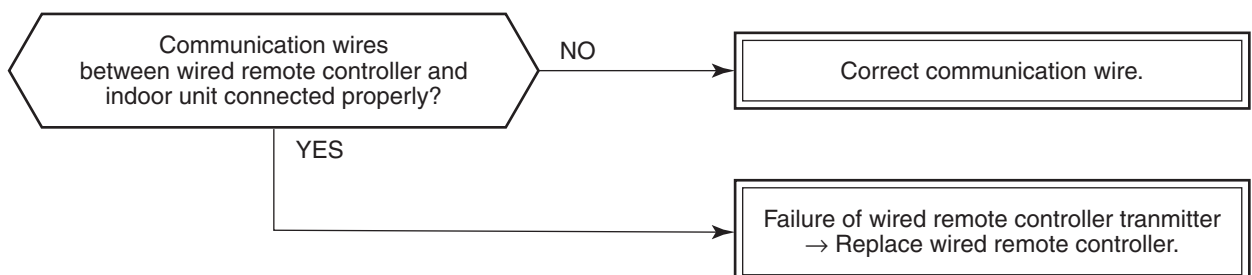 Communication wires
between wired remote controller and
indoor unit connected properly?
NO
Correct communication wire.
YES
Failure of wired remote controller tranmitter
→ Replace wired remote controller.